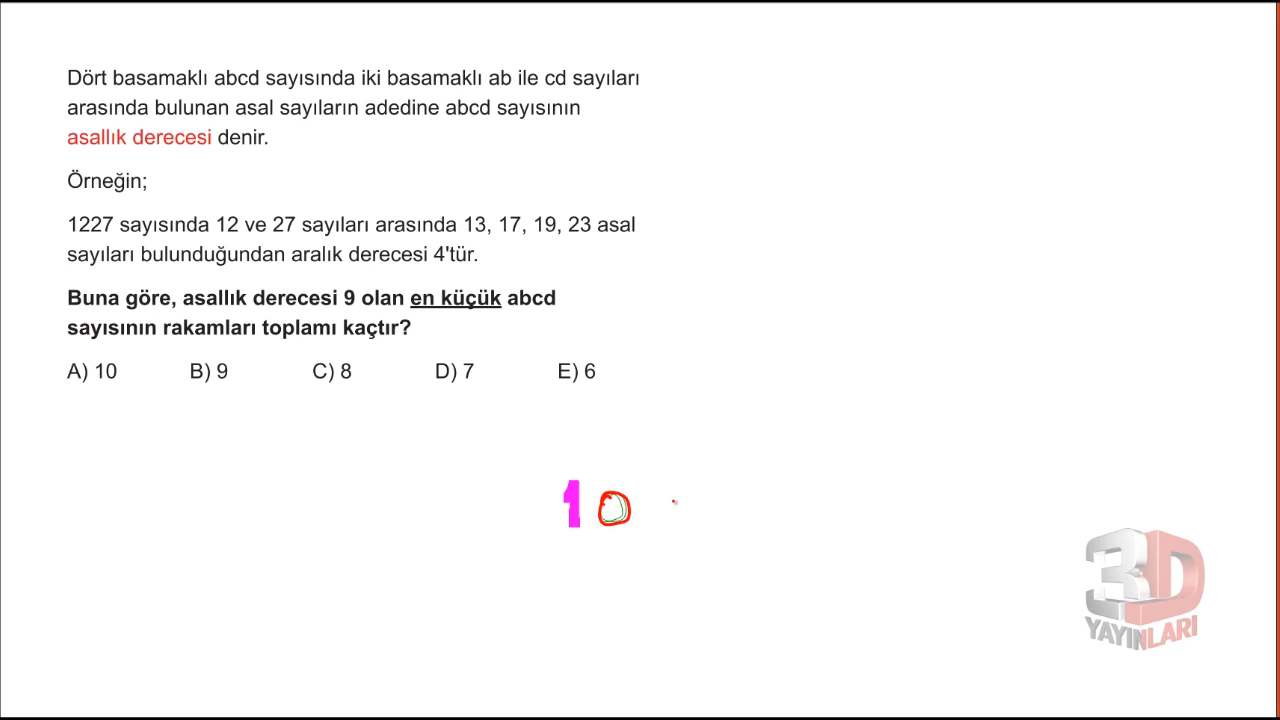 Dört basamaklı abcd sayısında iki basamaklı ab ile cd sayıları
arasında bulunan asal sayıların adedine abcd sayısının
asallık derecesi denir.
Örneğin;
1227 sayısında 12 ve 27 sayıları arasında 13, 17, 19, 23 asal
sayıları bulunduğundan aralık derecesi 4'tür.
Buna göre, asallık derecesi 9 olan en küçük abcd
sayısının rakamları toplamı kaçtır?
A) 10 B) 9 C) 8 D) 7 E) 6
1 0
3D
YAYINLARI